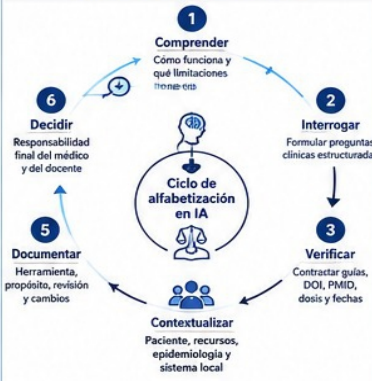 1
Comprender
Cómo funciona y
qué limitaciones
2
Interrogar
Formular preguntas
clínicas estructurada
3
Verificar
Contractar guías,
DOI, PMID,
dosis y fechas
Contextualizar
Paciente, recursos,
epidemiología y
sistema local
5
Documentar
Herramienta,
propósito, revisión
y cambios
6
Decidir
Responsabilidad
final del médico
y del docente
Ciclo de
alfabetización
en IA